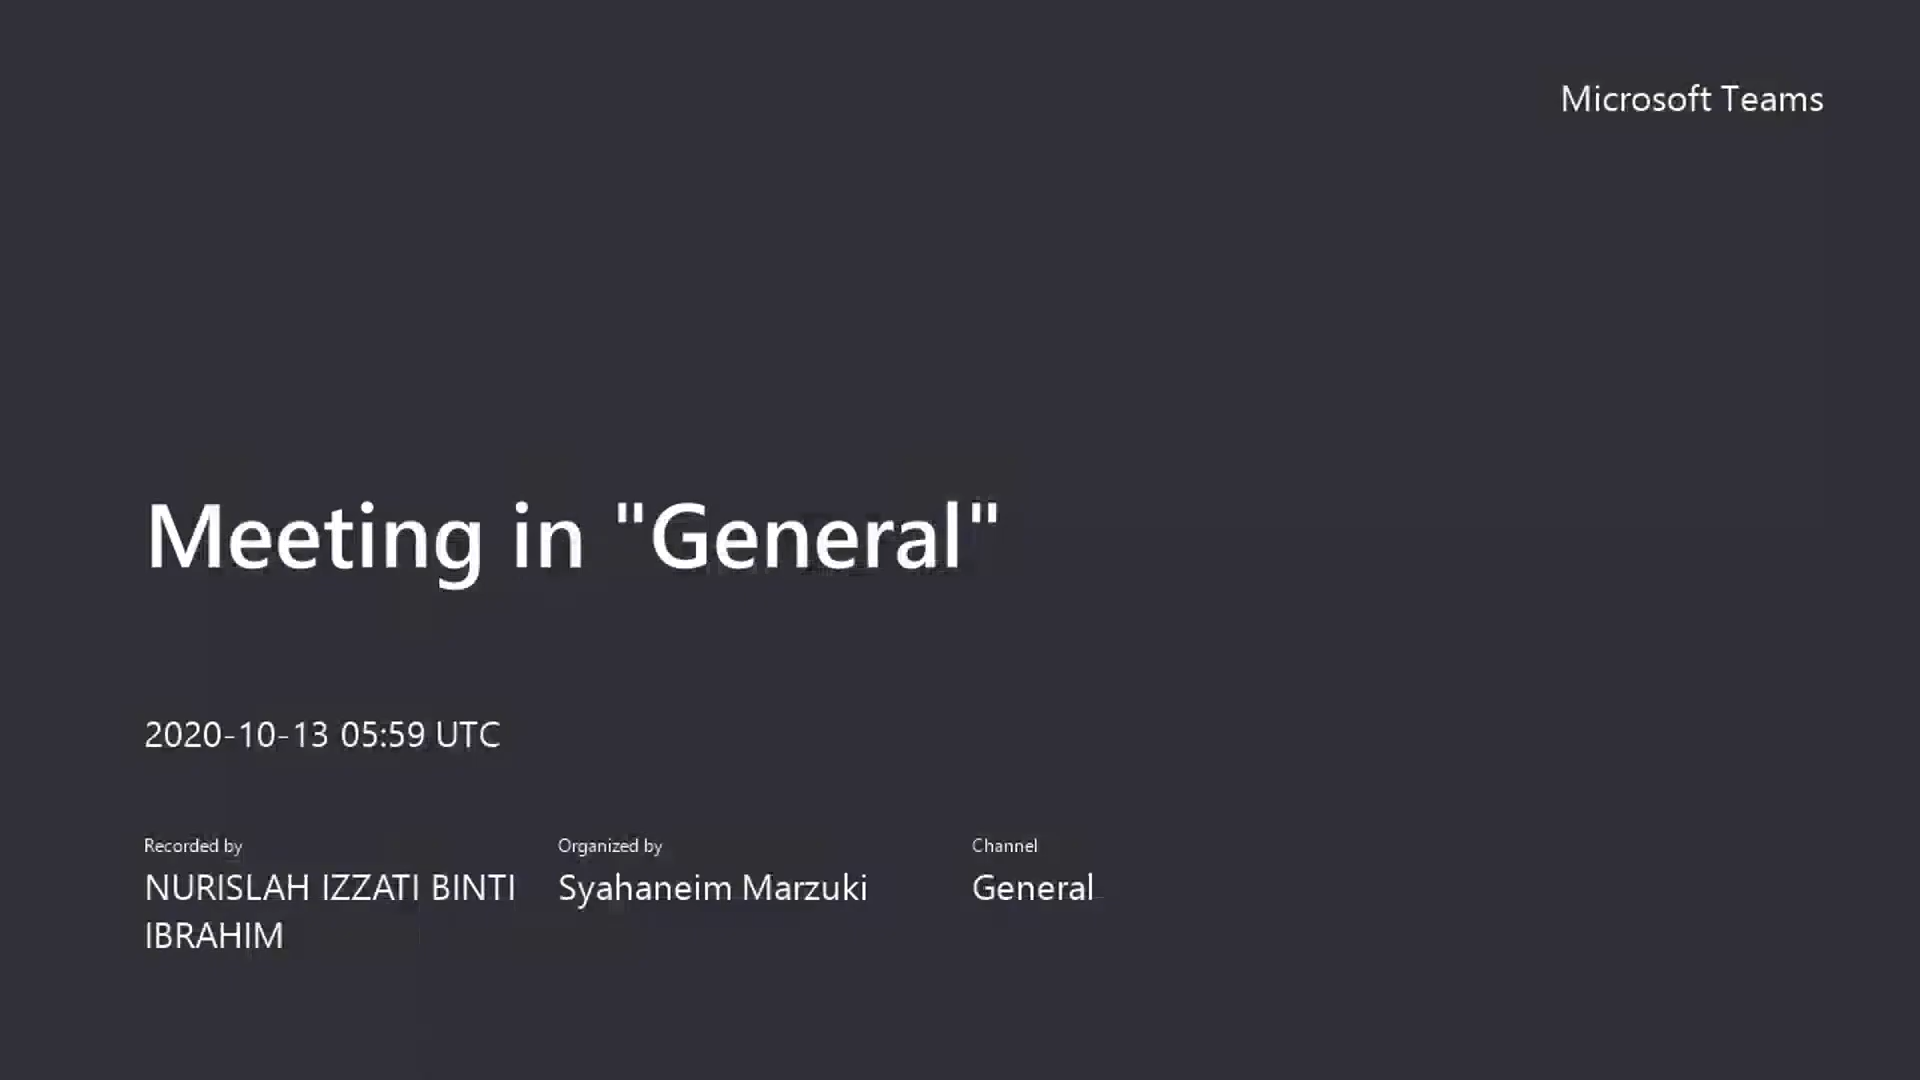 Microsoft Teams
Meeting in "General"
2020-10-13 05:59 UTC
Recorded by
NURISLAH IZZATI BINTI
IBRAHIM
Organized by
Syahaneim Marzuki
Channel
General